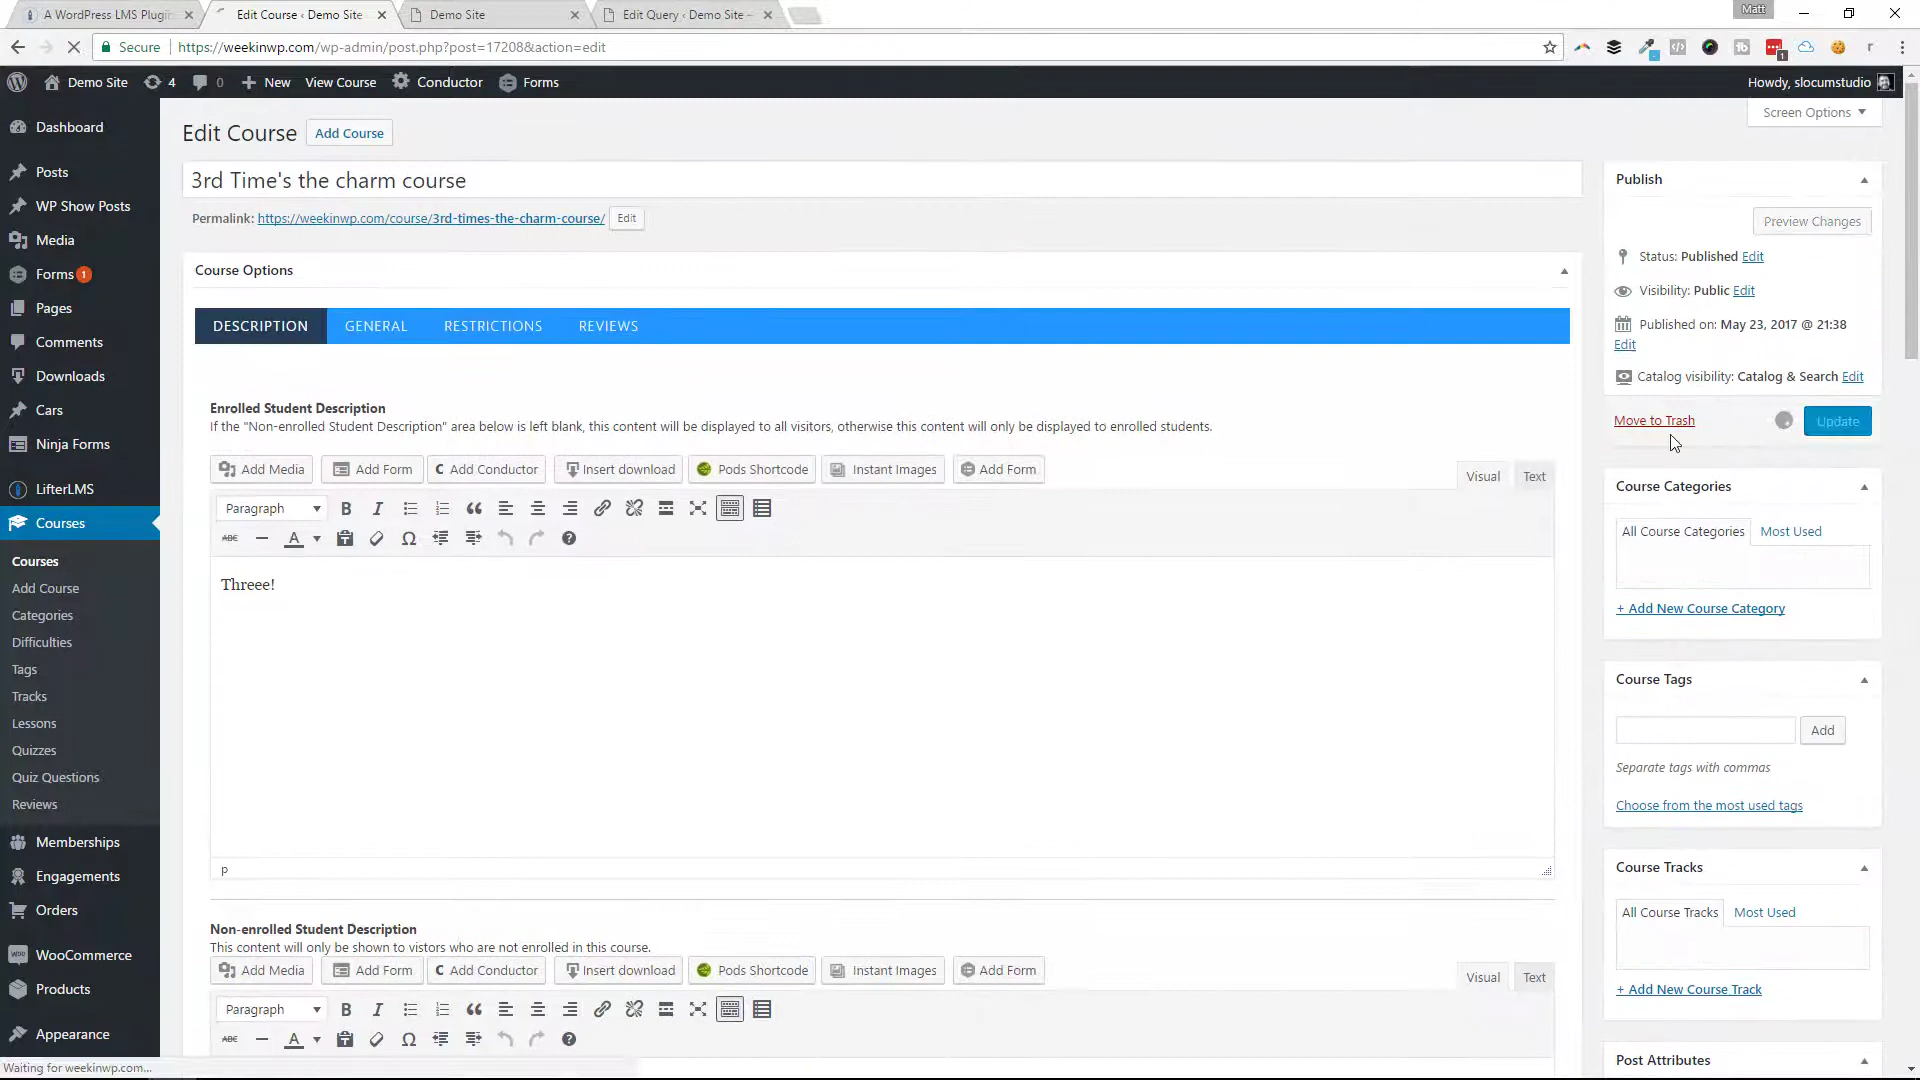 A WordPress LMS Plugin
Edit Course ‹ Demo Site
Demo Site
Edit Query ‹ Demo Site –
Matt
Secure
https://weekinwp.com/wp-admin/post.php?post=17208&action=edit
Demo Site
4
0
New
View Course
Conductor
Forms
Howdy, slocumstudio
Screen Options
Dashboard
Posts
WP Show Posts
Media
Forms 1
Pages
Comments
Downloads
Cars
Ninja Forms
LifterLMS
Courses
Courses
Add Course
Categories
Difficulties
Tags
Tracks
Lessons
Quizzes
Quiz Questions
Reviews
Memberships
Engagements
Orders
WooCommerce
Products
Appearance
Waiting for weekinwp.com...
Edit Course
Add Course
3rd Time's the charm course
Permalink: https://weekinwp.com/course/3rd-times-the-charm-course/ Edit
Course Options
DESCRIPTION GENERAL RESTRICTIONS REVIEWS
Enrolled Student Description
If the "Non-enrolled Student Description" area below is left blank, this content will be displayed to all visitors, otherwise this content will only be displayed to enrolled students.
Add Media Add Form C Add Conductor Insert download Pods Shortcode Instant Images Add Form
Visual Text
Paragraph B I
ABC A Ω
Threee!
p
Non-enrolled Student Description
This content will only be shown to vistors who are not enrolled in this course.
Add Media Add Form C Add Conductor Insert download Pods Shortcode Instant Images Add Form
Visual Text
Paragraph B I
ABC A Ω
Publish
Preview Changes
Status: Published Edit
Visibility: Public Edit
Published on: May 23, 2017 @ 21:38
Edit
Catalog visibility: Catalog & Search Edit
Move to Trash
Update
Course Categories
All Course Categories Most Used
+ Add New Course Category
Course Tags
Add
Separate tags with commas
Choose from the most used tags
Course Tracks
All Course Tracks Most Used
+ Add New Course Track
Post Attributes